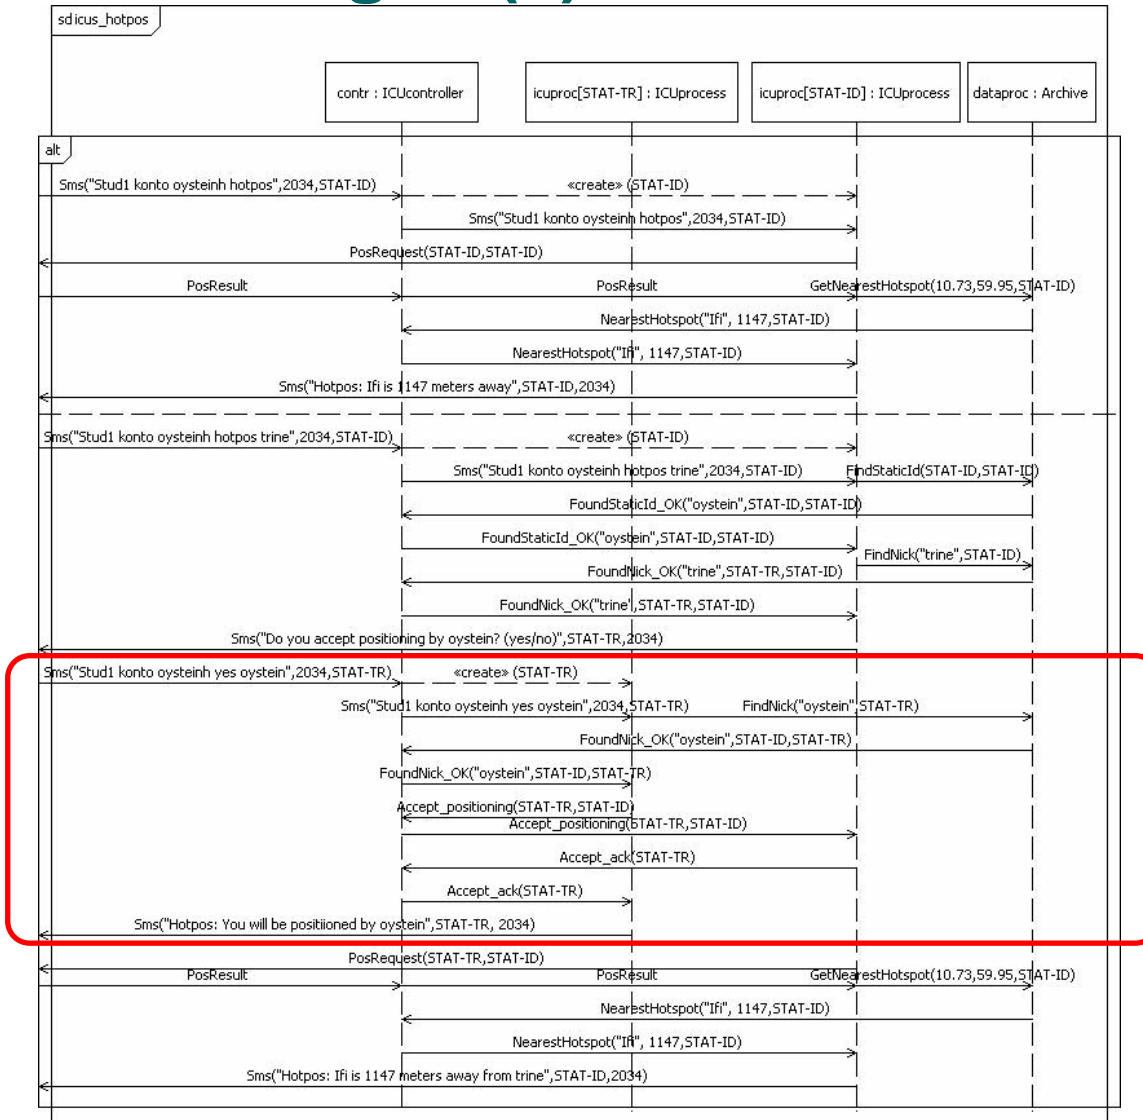 sd icus_hotpos
contr : ICUcontroller
icuproc[STAT-TR] : ICUprocess
icuproc[STAT-ID] : ICUprocess
dataproc : Archive
alt
Sms("Stud1 konto oysteinh hotpos",2034,STAT-ID)
«create» (STAT-ID)
Sms("Stud1 konto oysteinh hotpos",2034,STAT-ID)
PosRequest(STAT-ID,STAT-ID)
PosResult
PosResult
GetNearestHotspot(10.73,59.95,STAT-ID)
NearestHotspot("Ifi", 1147,STAT-ID)
NearestHotspot("Ifi", 1147,STAT-ID)
Sms("Hotpos: Ifi is 1147 meters away",STAT-ID,2034)
Sms("Stud1 konto oysteinh hotpos trine",2034,STAT-ID)
«create» (STAT-ID)
Sms("Stud1 konto oysteinh hotpos trine",2034,STAT-ID)
FindStaticId(STAT-ID,STAT-ID)
FoundStaticId_OK("oystein",STAT-ID,STAT-ID)
FoundStaticId_OK("oystein",STAT-ID,STAT-ID)
FindNick("trine",STAT-ID)
FoundNick_OK("trine",STAT-TR,STAT-ID)
FoundNick_OK("trine",STAT-TR,STAT-ID)
Sms("Do you accept positioning by oystein? (yes/no)",STAT-TR,2034)
Sms("Stud1 konto oysteinh yes oystein",2034,STAT-TR)
«create» (STAT-TR)
Sms("Stud1 konto oysteinh yes oystein",2034,STAT-TR)
FindNick("oystein",STAT-TR)
FoundNick_OK("oystein",STAT-ID,STAT-TR)
FoundNick_OK("oystein",STAT-ID,STAT-TR)
Accept_positioning(STAT-TR,STAT-ID)
Accept_positioning(STAT-TR,STAT-ID)
Accept_ack(STAT-TR)
Accept_ack(STAT-TR)
Sms("Hotpos: You will be positiioned by oystein",STAT-TR, 2034)
PosRequest(STAT-TR,STAT-ID)
PosResult
PosResult
GetNearestHotspot(10.73,59.95,STAT-ID)
NearestHotspot("Ifi", 1147,STAT-ID)
NearestHotspot("Ifi", 1147,STAT-ID)
Sms("Hotpos: Ifi is 1147 meters away from trine",STAT-ID,2034)